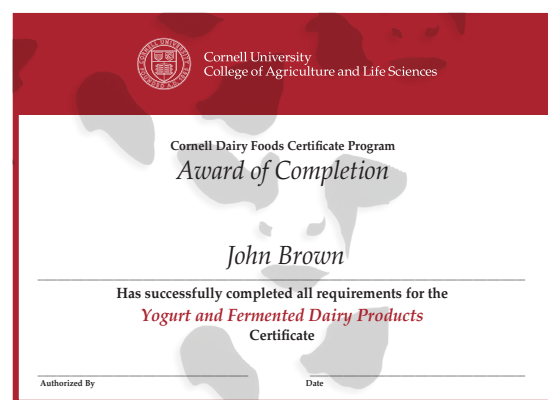 Cornell University
College of Agriculture and Life Sciences
Cornell Dairy Foods Certificate Program
Award of Completion
John Brown
Has successfully completed all requirements for the
Yogurt and Fermented Dairy Products
Certificate
Authorized By
Date